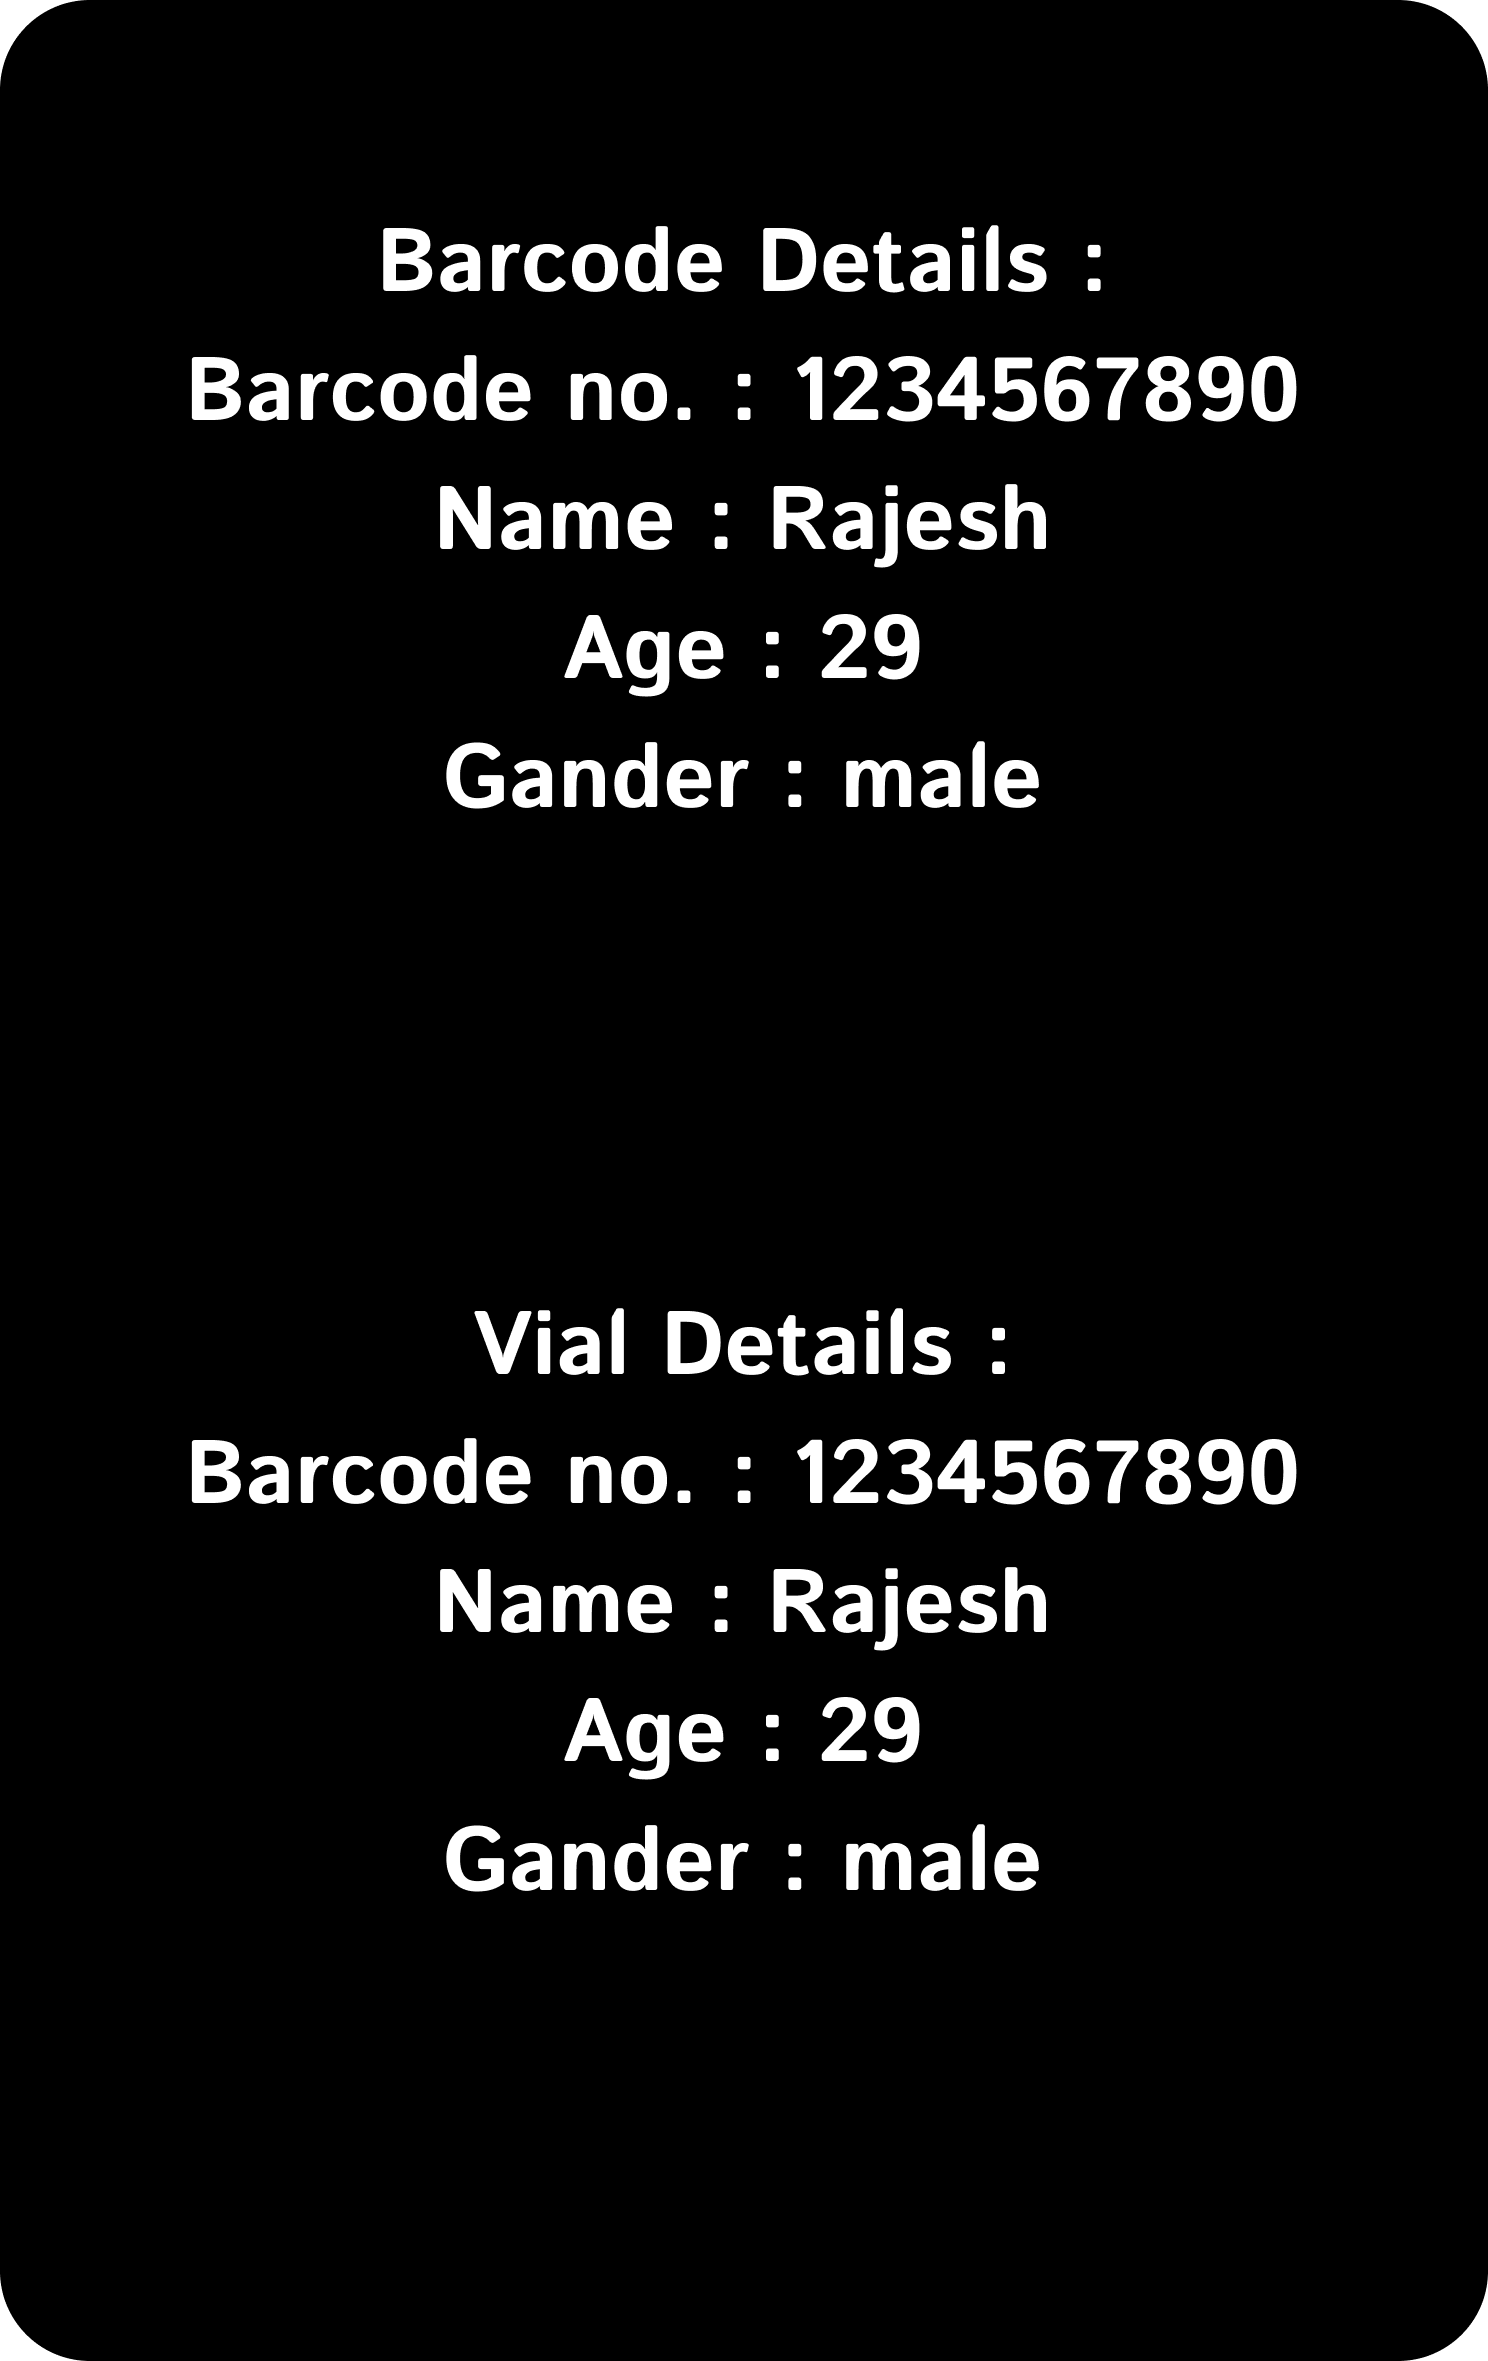 Barcode Details :
Barcode no. : 1234567890
Name : Rajesh
Age : 29
Gander : male
Vial Details :
Barcode no. : 1234567890
Name : Rajesh
Age : 29
Gander : male